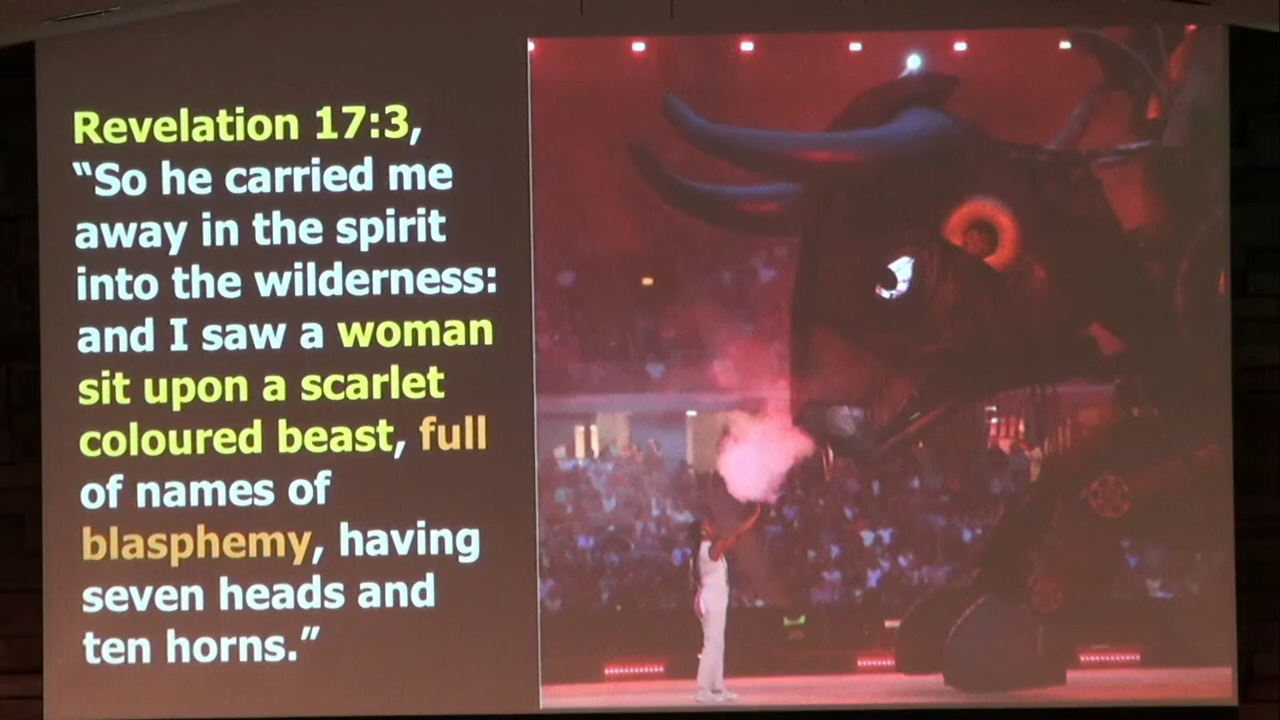 Revelation 17:3,
“So he carried me
away in the spirit
into the wilderness:
and I saw a woman
sit upon a scarlet
coloured beast, full
of names of
blasphemy, having
seven heads and
ten horns.”